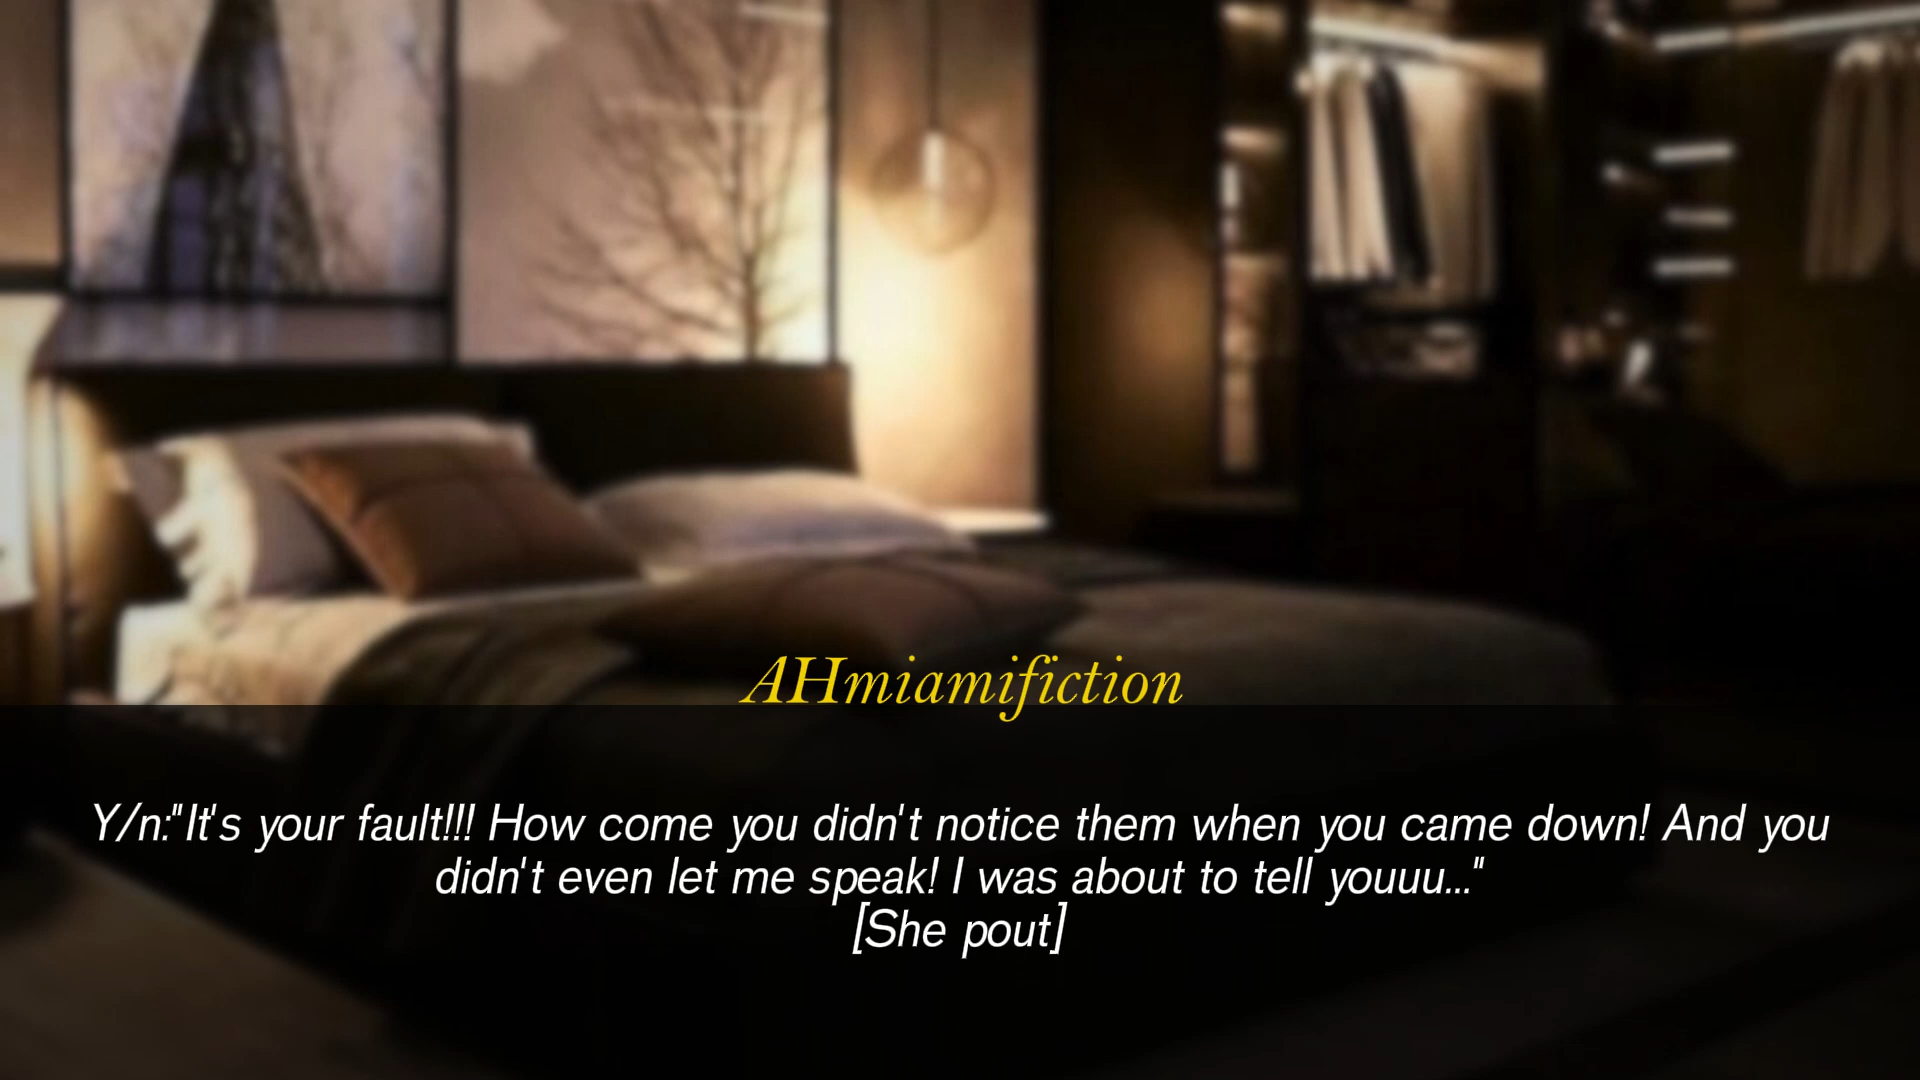 AHmiamifiction
Y/n:"It's your fault!!! How come you didn't notice them when you came down! And you
didn't even let me speak! I was about to tell youuu..."
[She pout]